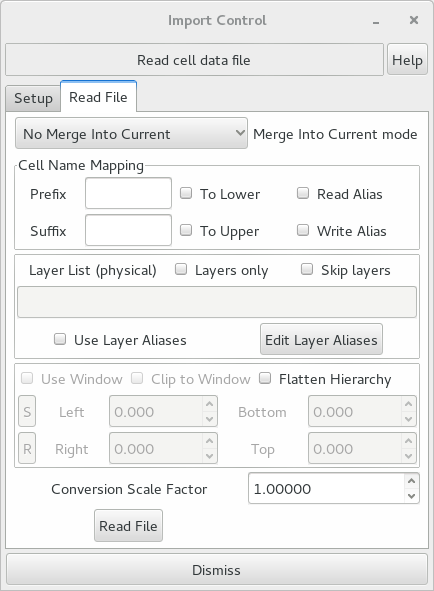 Import Control
Read cell data file Help
Setup Read File
No Merge Into Current Merge Into Current mode
Cell Name Mapping
Prefix To Lower Read Alias
Suffix To Upper Write Alias
Layer List (physical) Layers only Skip layers
Use Layer Aliases Edit Layer Aliases
Use Window Clip to Window Flatten Hierarchy
S Left 0.000 Bottom 0.000
R Right 0.000 Top 0.000
Conversion Scale Factor 1.00000
Read File
Dismiss